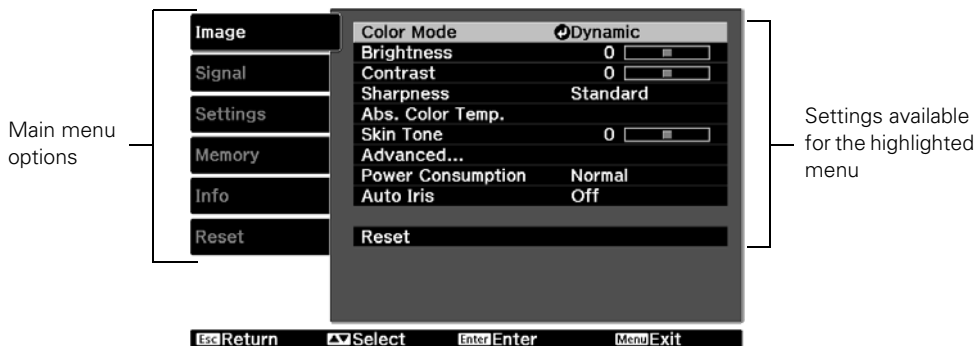 Main menu
options
Image
Signal
Settings
Memory
Info
Reset
Color Mode Dynamic
Brightness 0
Contrast 0
Sharpness Standard
Abs. Color Temp.
Skin Tone 0
Advanced...
Power Consumption Normal
Auto Iris Off
Reset
Settings available
for the highlighted
menu
Esc Return Select Enter Enter Menu Exit